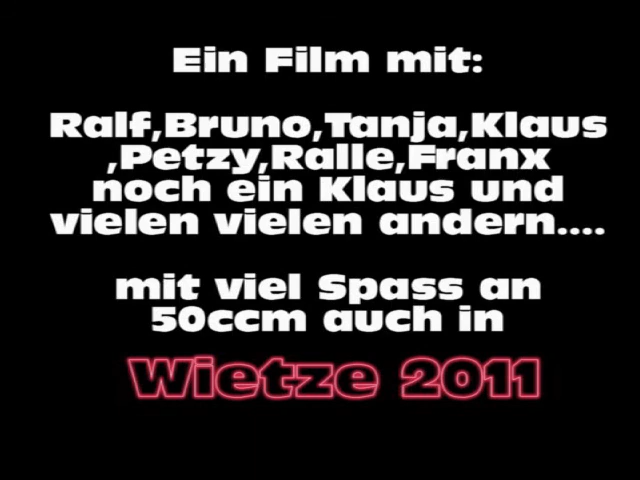 Ein Film mit:
Ralf,Bruno,Tanja,Klaus
,Petzy,Ralle,Franx
noch ein Klaus und
vielen vielen andern....
mit viel Spass an
50ccm auch in
Wietze 2011